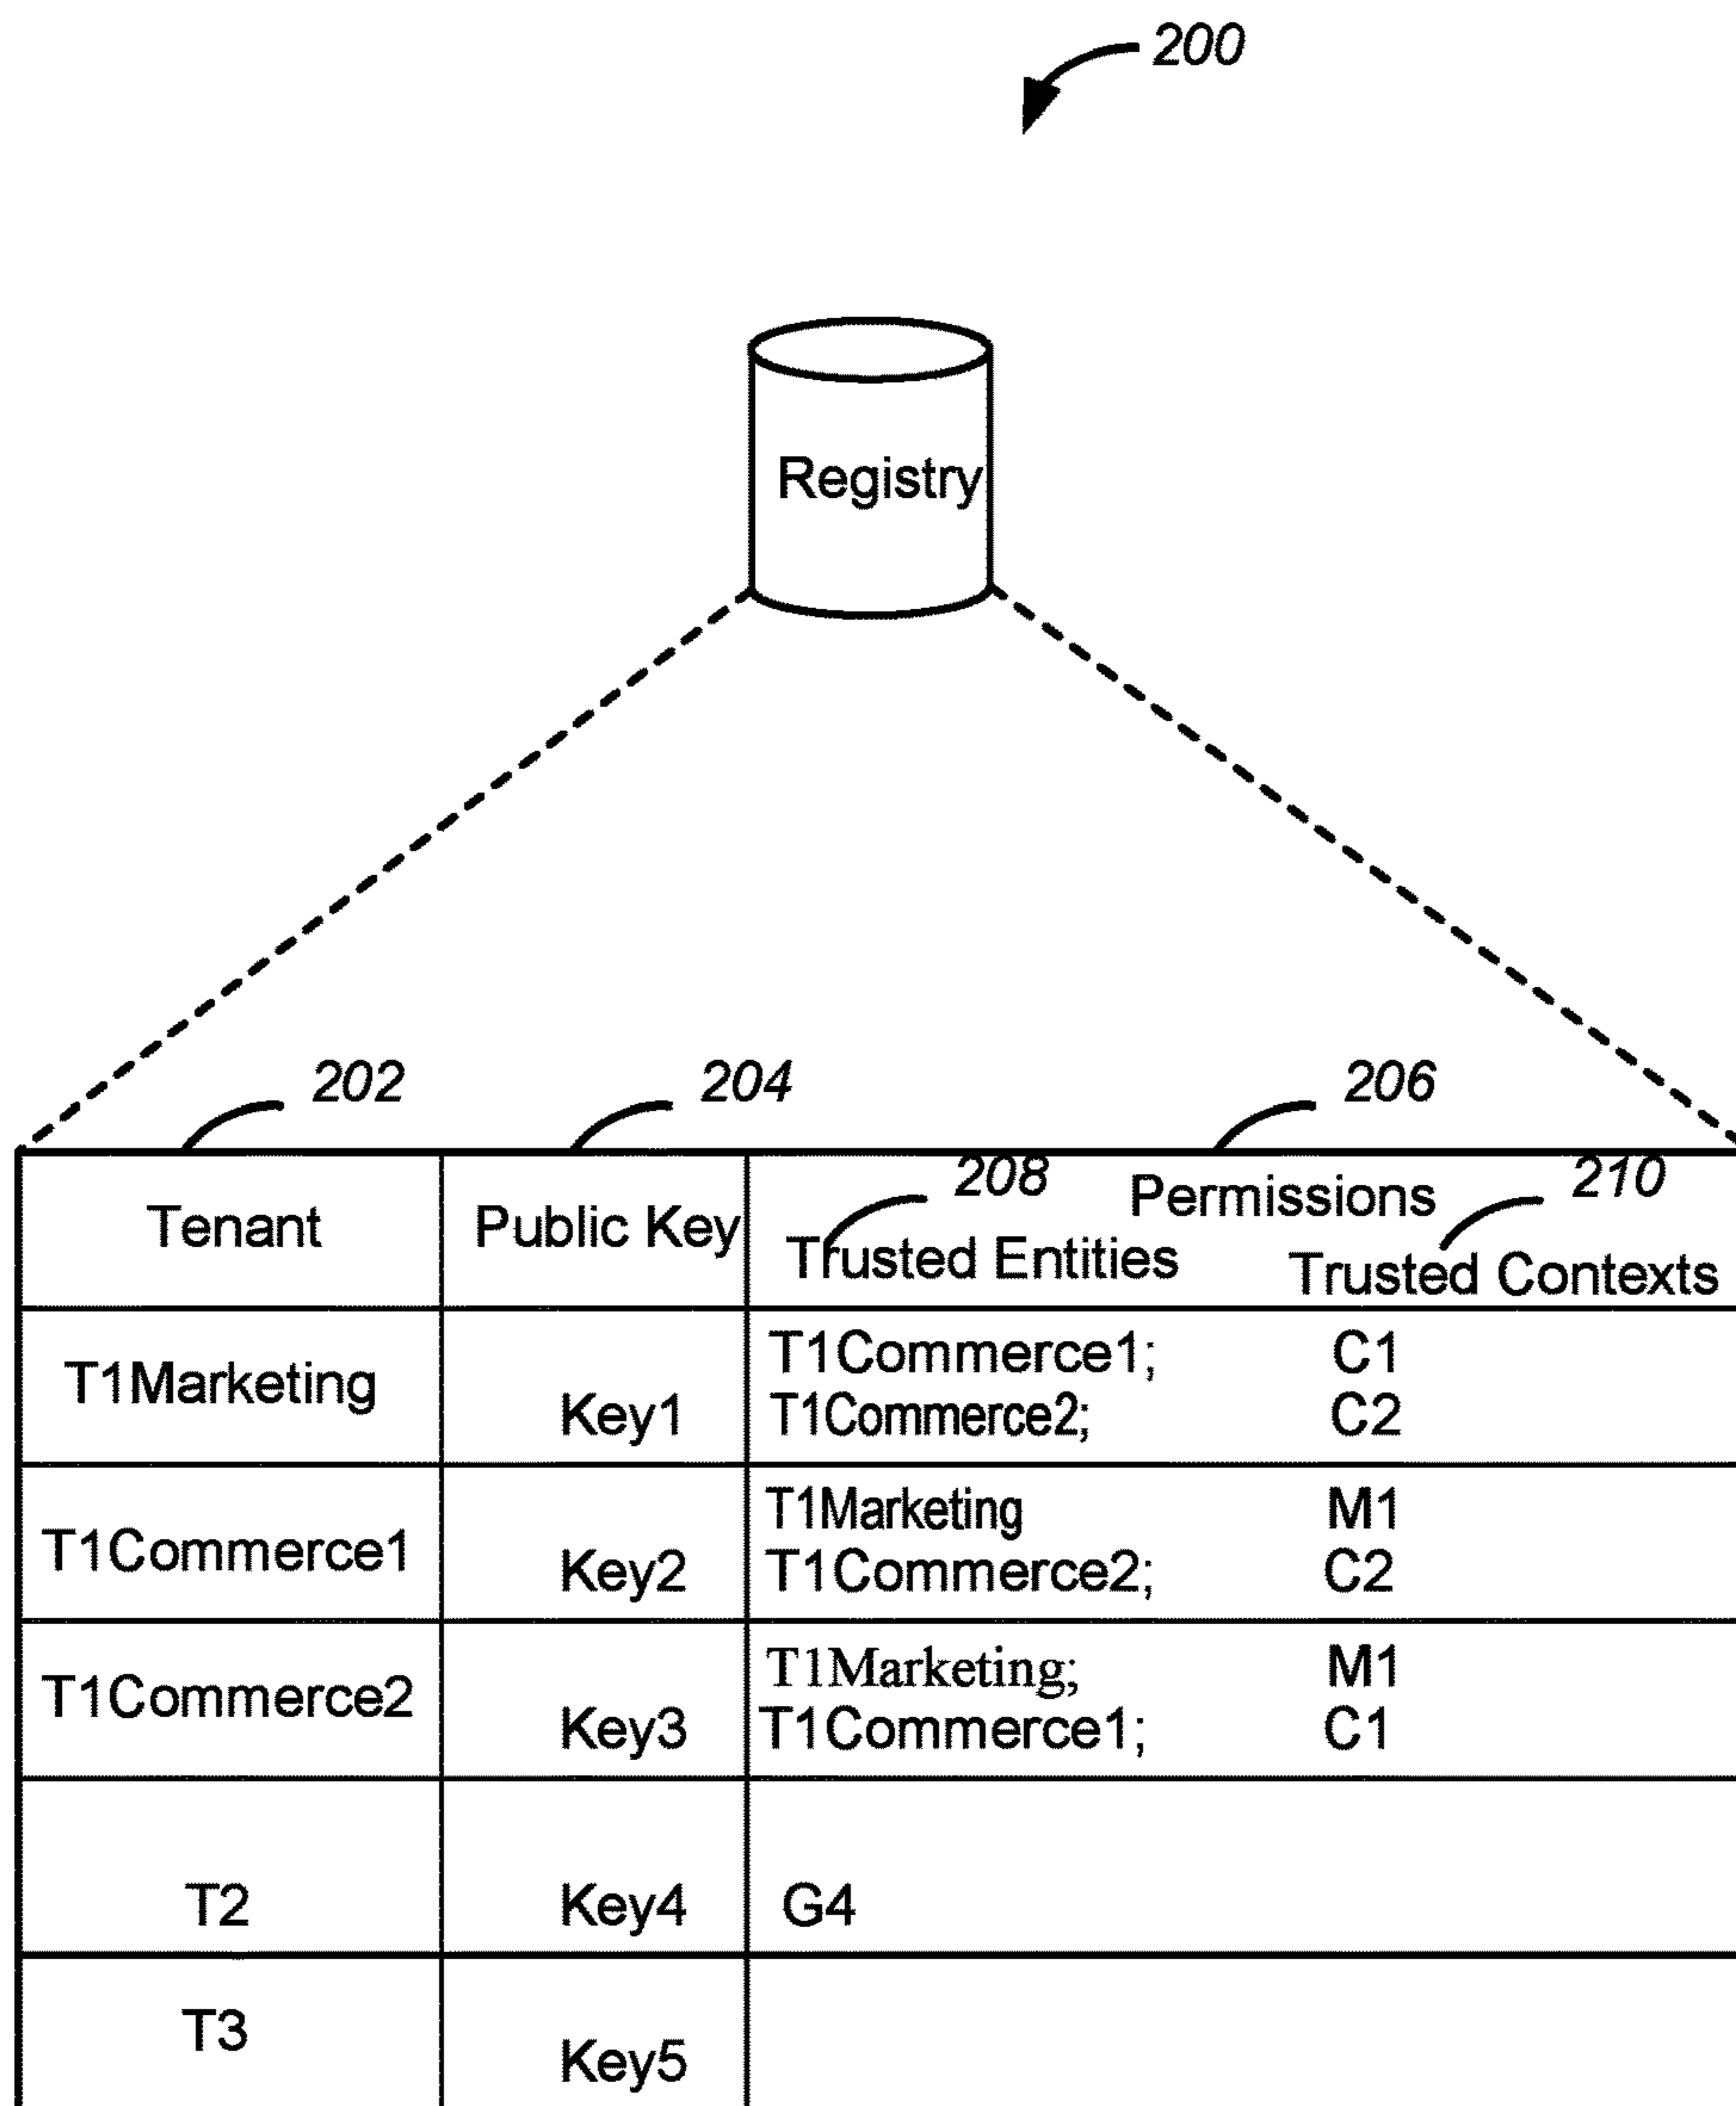 200
Registry
202 204 206
208 Permissions 210
Tenant Public Key Trusted Entities Trusted Contexts
T1Commerce1; C1
T1Marketing Key1 T1Commerce2; C2
T1Marketing M1
T1Commerce1 Key2 T1Commerce2; C2
T1Marketing; M1
T1Commerce2 Key3 T1Commerce1; C1
T2 Key4 G4
T3 Key5